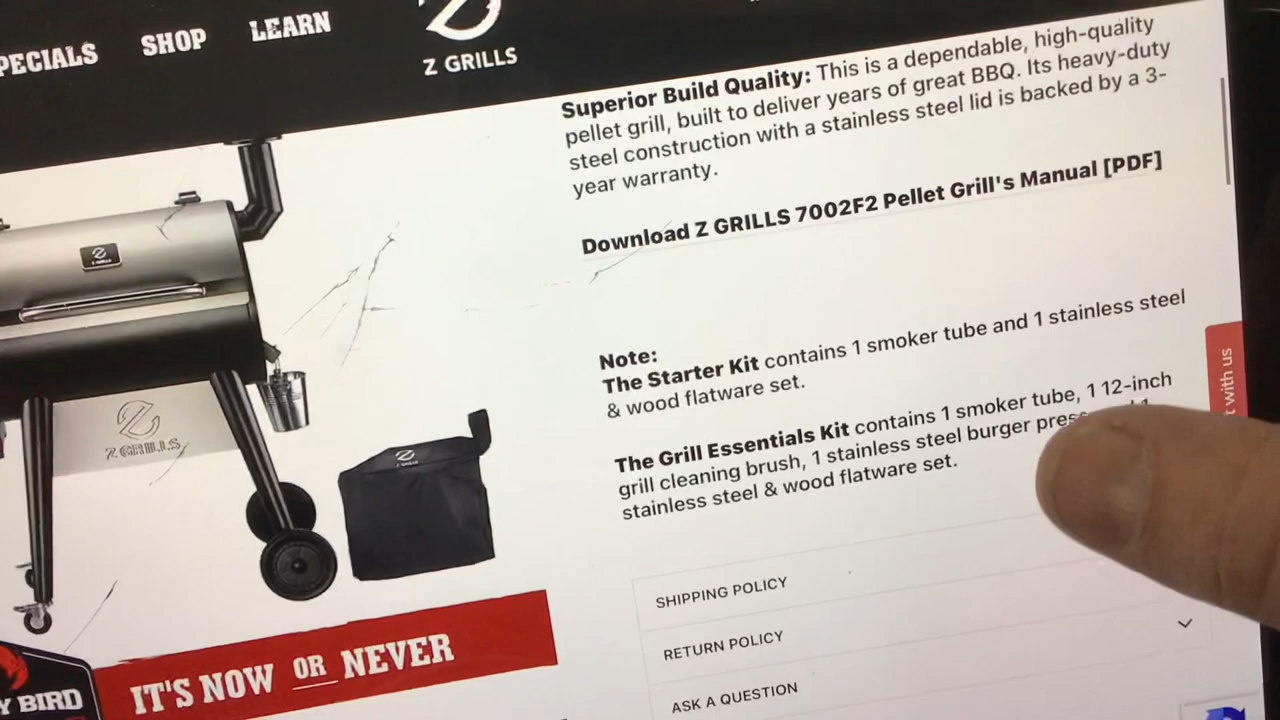 SHOP
LEARN
Z GRILLS
Superior Build Quality: This is a dependable, high-quality
pellet grill, built to deliver years of great BBQ. Its heavy-duty
steel construction with a stainless steel lid is backed by a 3-
year warranty.
Download Z GRILLS 7002F2 Pellet Grill's Manual [PDF]
Note:
The Starter Kit contains 1 smoker tube and 1 stainless steel
& wood flatware set.
The Grill Essentials Kit contains 1 smoker tube, 1 12-inch
grill cleaning brush, 1 stainless steel burger
stainless steel & wood flatware set.
with us
SHIPPING POLICY
RETURN POLICY
ASK A QUESTION
Z GRILLS
IT'S NOW OR NEVER
BIRD